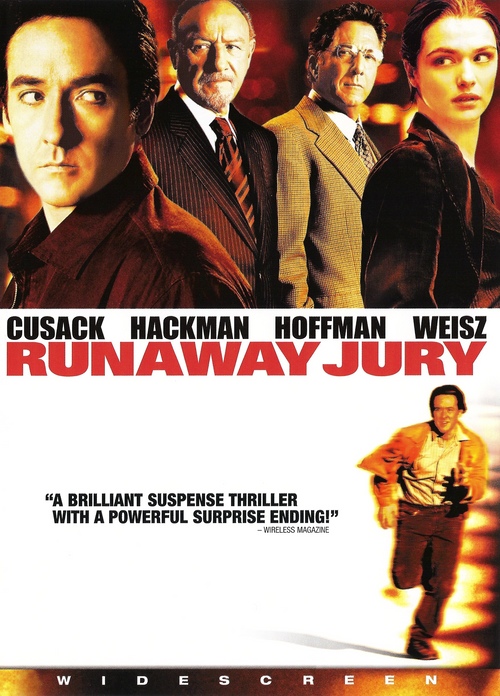 CUSACK HACKMAN HOFFMAN WEISZ
RUNAWAY JURY
“A BRILLIANT SUSPENSE THRILLER
WITH A POWERFUL SURPRISE ENDING!”
– WIRELESS MAGAZINE
WIDESCREEN